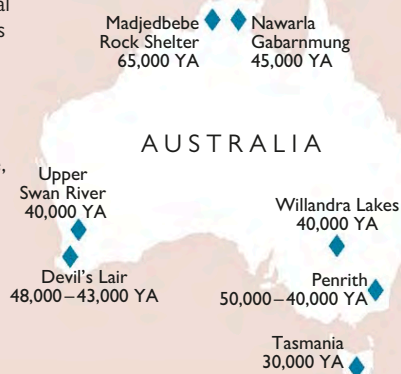 al
s
Madjedbebe
Rock Shelter
65,000 YA
Nawarla
Gabarnmung
45,000 YA
AUSTRALIA
,
Upper
Swan River
40,000 YA
Willandra Lakes
40,000 YA
Devil's Lair
48,000–43,000 YA
Penrith
50,000–40,000 YA
Tasmania
30,000 YA